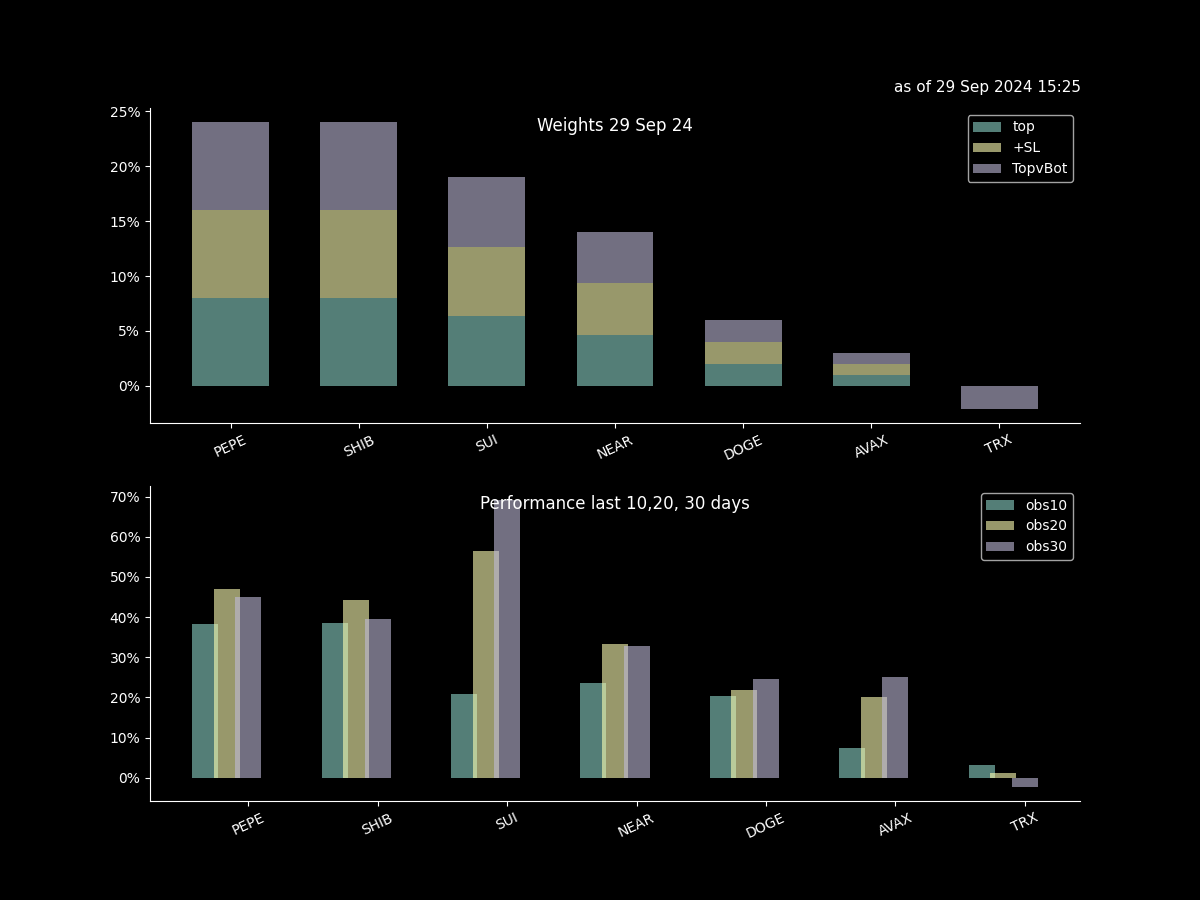 as of 29 Sep 2024 15:25
Weights 29 Sep 24
25%
20%
15%
10%
5%
0%
top
+SL
TopvBot
PEPE
SHIB
SUI
NEAR
DOGE
AVAX
TRX
Performance last 10,20, 30 days
70%
60%
50%
40%
30%
20%
10%
0%
obs10
obs20
obs30
PEPE
SHIB
SUI
NEAR
DOGE
AVAX
TRX